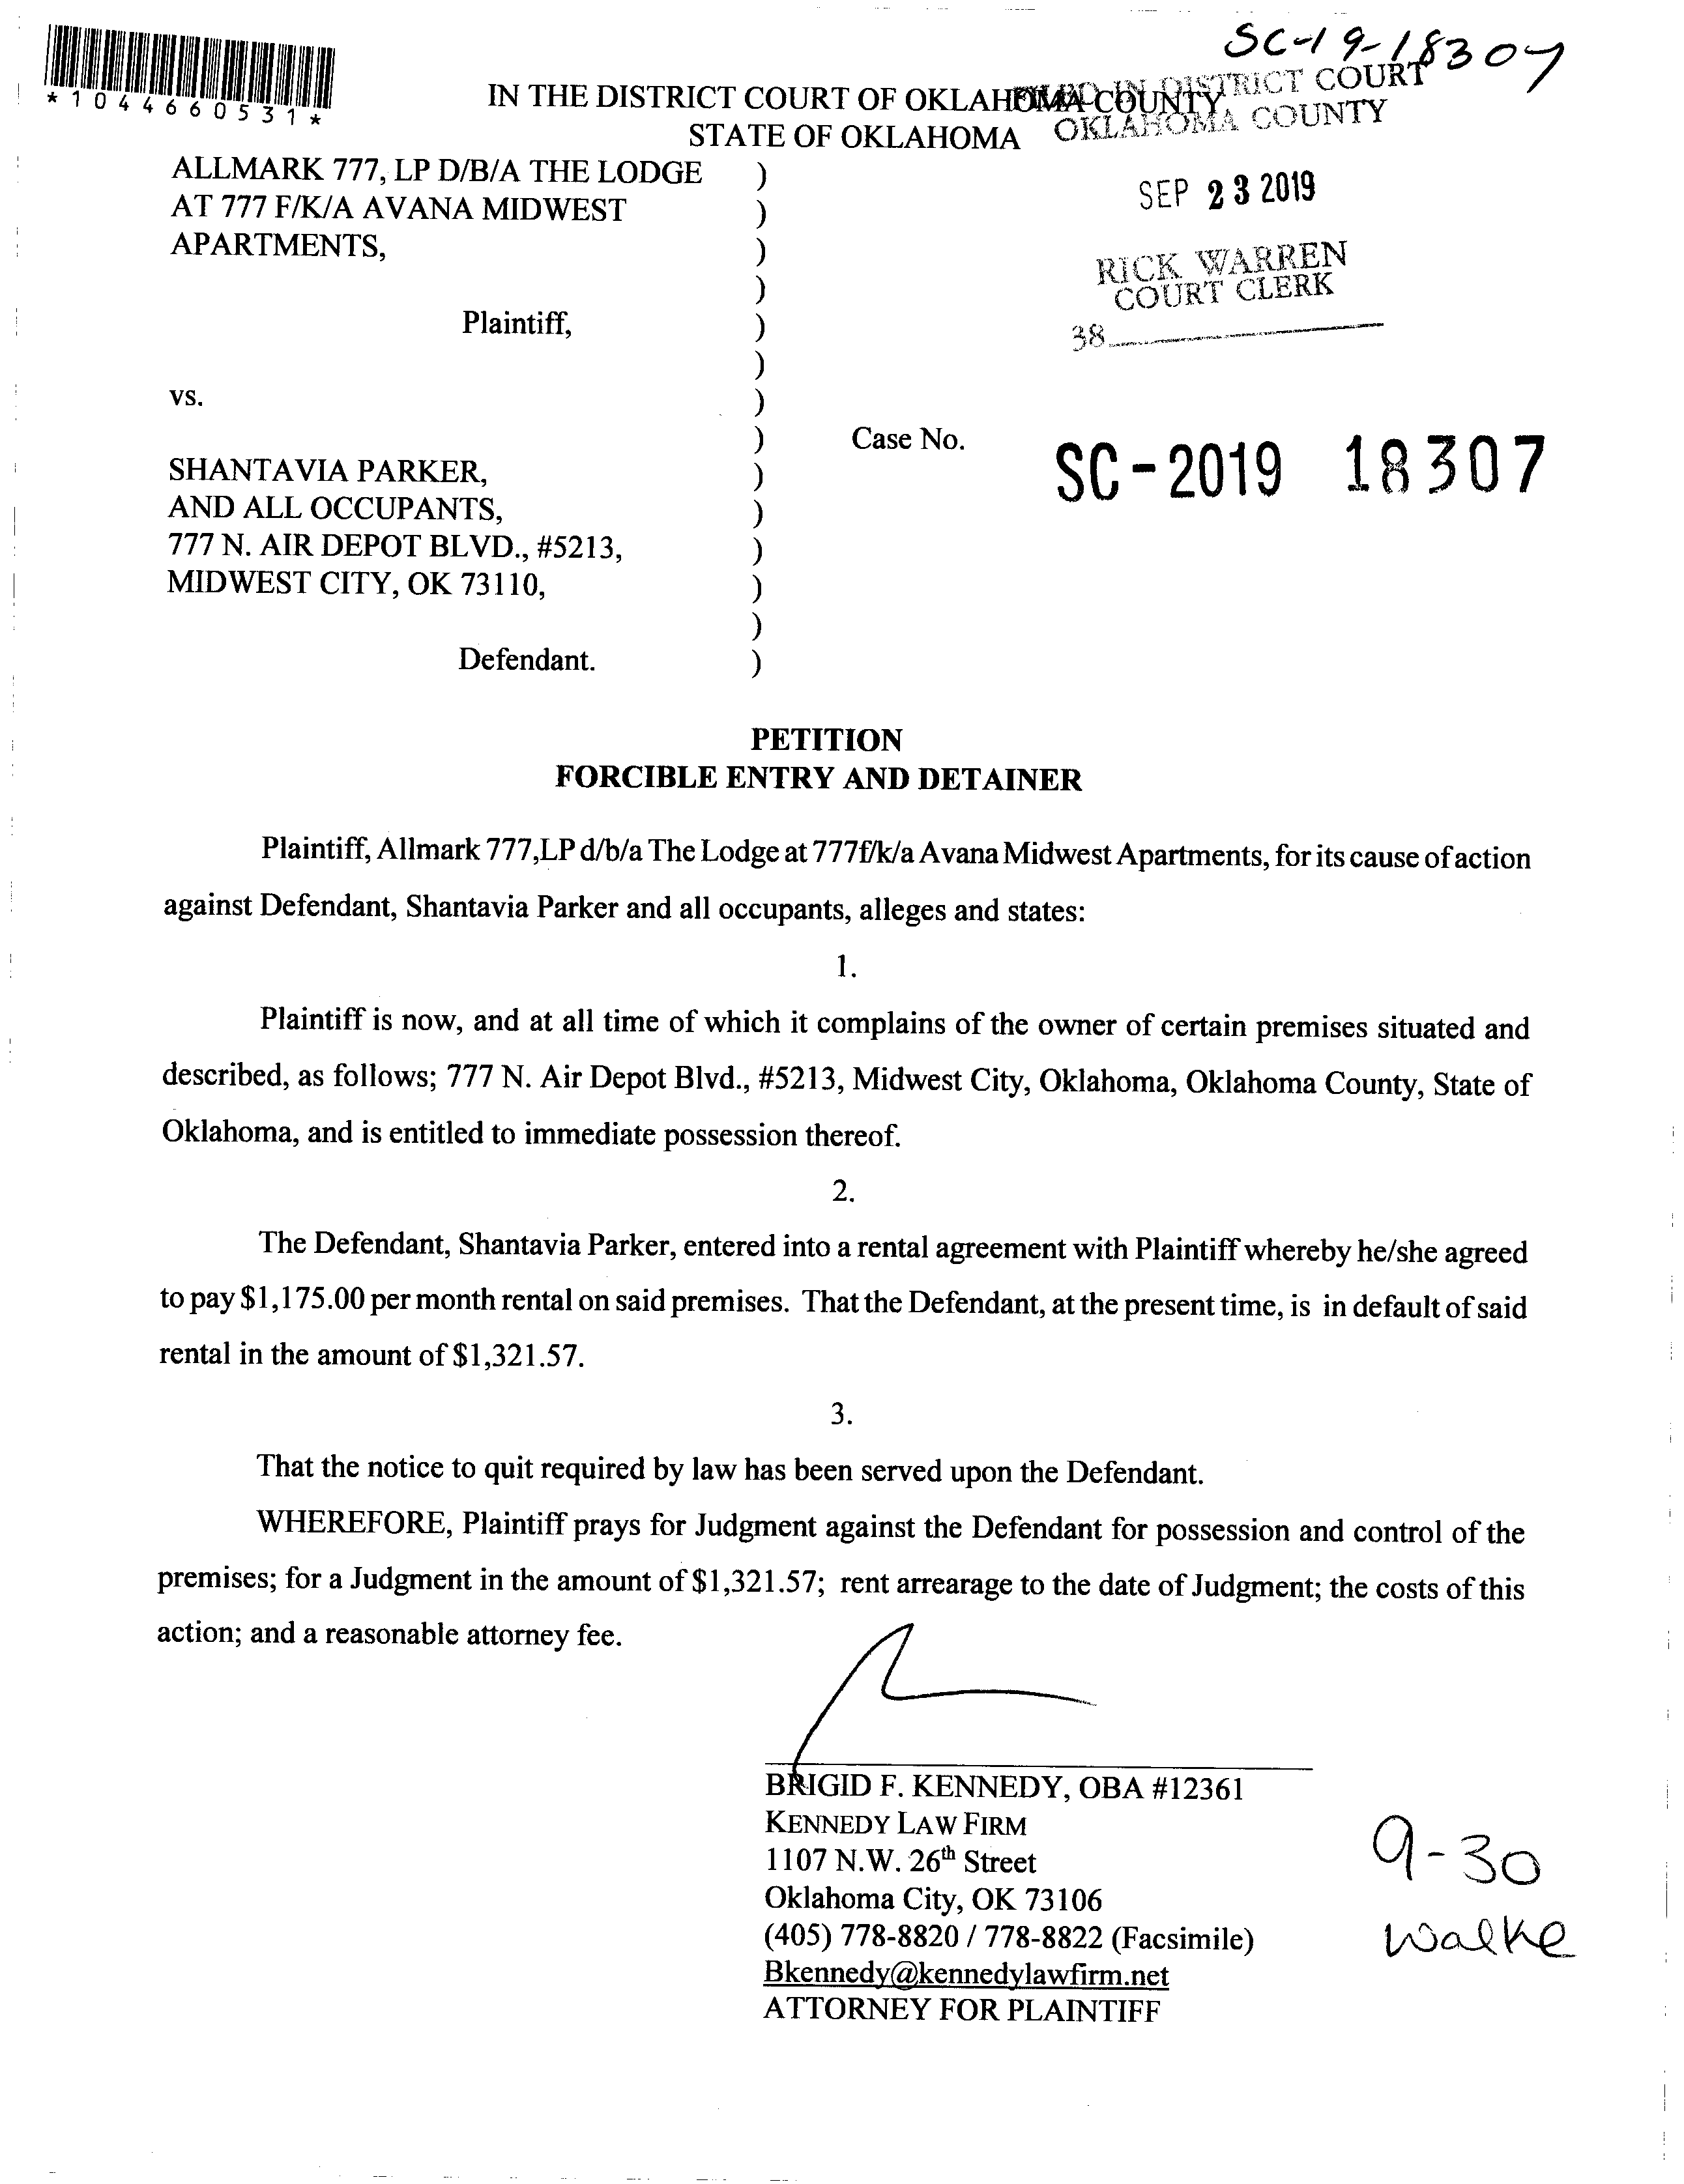 SC-19-18307
*1044660531*
IN THE DISTRICT COURT OF OKLAHOMA COUNTY
STATE OF OKLAHOMA
FILED IN DISTRICT COURT
OKLAHOMA COUNTY
SEP 23 2019
RICK WARREN
COURT CLERK
38
ALLMARK 777, LP D/B/A THE LODGE )
AT 777 F/K/A AVANA MIDWEST )
APARTMENTS, )
)
Plaintiff, )
)
vs. )
) Case No. SC-2019 18307
SHANTAVIA PARKER, )
AND ALL OCCUPANTS, )
777 N. AIR DEPOT BLVD., #5213, )
MIDWEST CITY, OK 73110, )
)
Defendant. )
PETITION
FORCIBLE ENTRY AND DETAINER
Plaintiff, Allmark 777,LP d/b/a The Lodge at 777f/k/a Avana Midwest Apartments, for its cause of action
against Defendant, Shantavia Parker and all occupants, alleges and states:
1.
Plaintiff is now, and at all time of which it complains of the owner of certain premises situated and
described, as follows; 777 N. Air Depot Blvd., #5213, Midwest City, Oklahoma, Oklahoma County, State of
Oklahoma, and is entitled to immediate possession thereof.
2.
The Defendant, Shantavia Parker, entered into a rental agreement with Plaintiff whereby he/she agreed
to pay $1,175.00 per month rental on said premises. That the Defendant, at the present time, is in default of said
rental in the amount of $1,321.57.
3.
That the notice to quit required by law has been served upon the Defendant.
WHEREFORE, Plaintiff prays for Judgment against the Defendant for possession and control of the
premises; for a Judgment in the amount of $1,321.57; rent arrearage to the date of Judgment; the costs of this
action; and a reasonable attorney fee.
BRIGID F. KENNEDY, OBA #12361
KENNEDY LAW FIRM
1107 N.W. 26th Street
Oklahoma City, OK 73106
(405) 778-8820 / 778-8822 (Facsimile)
Bkennedy@kennedylawfirm.net
ATTORNEY FOR PLAINTIFF
9-30
Walke